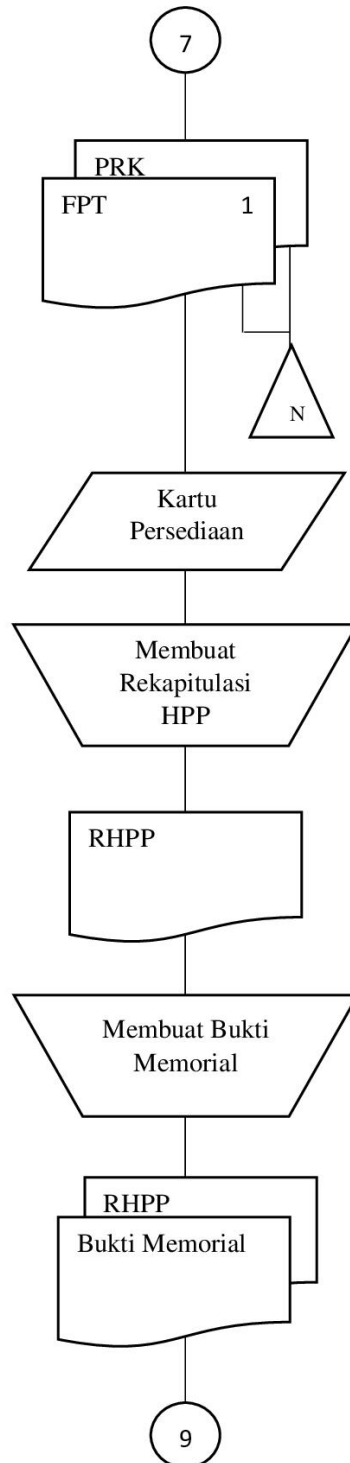 7
PRK
FPT 1
N
Kartu
Persediaan
Membuat
Rekapitulasi
HPP
RHPP
Membuat Bukti
Memorial
RHPP
Bukti Memorial
9